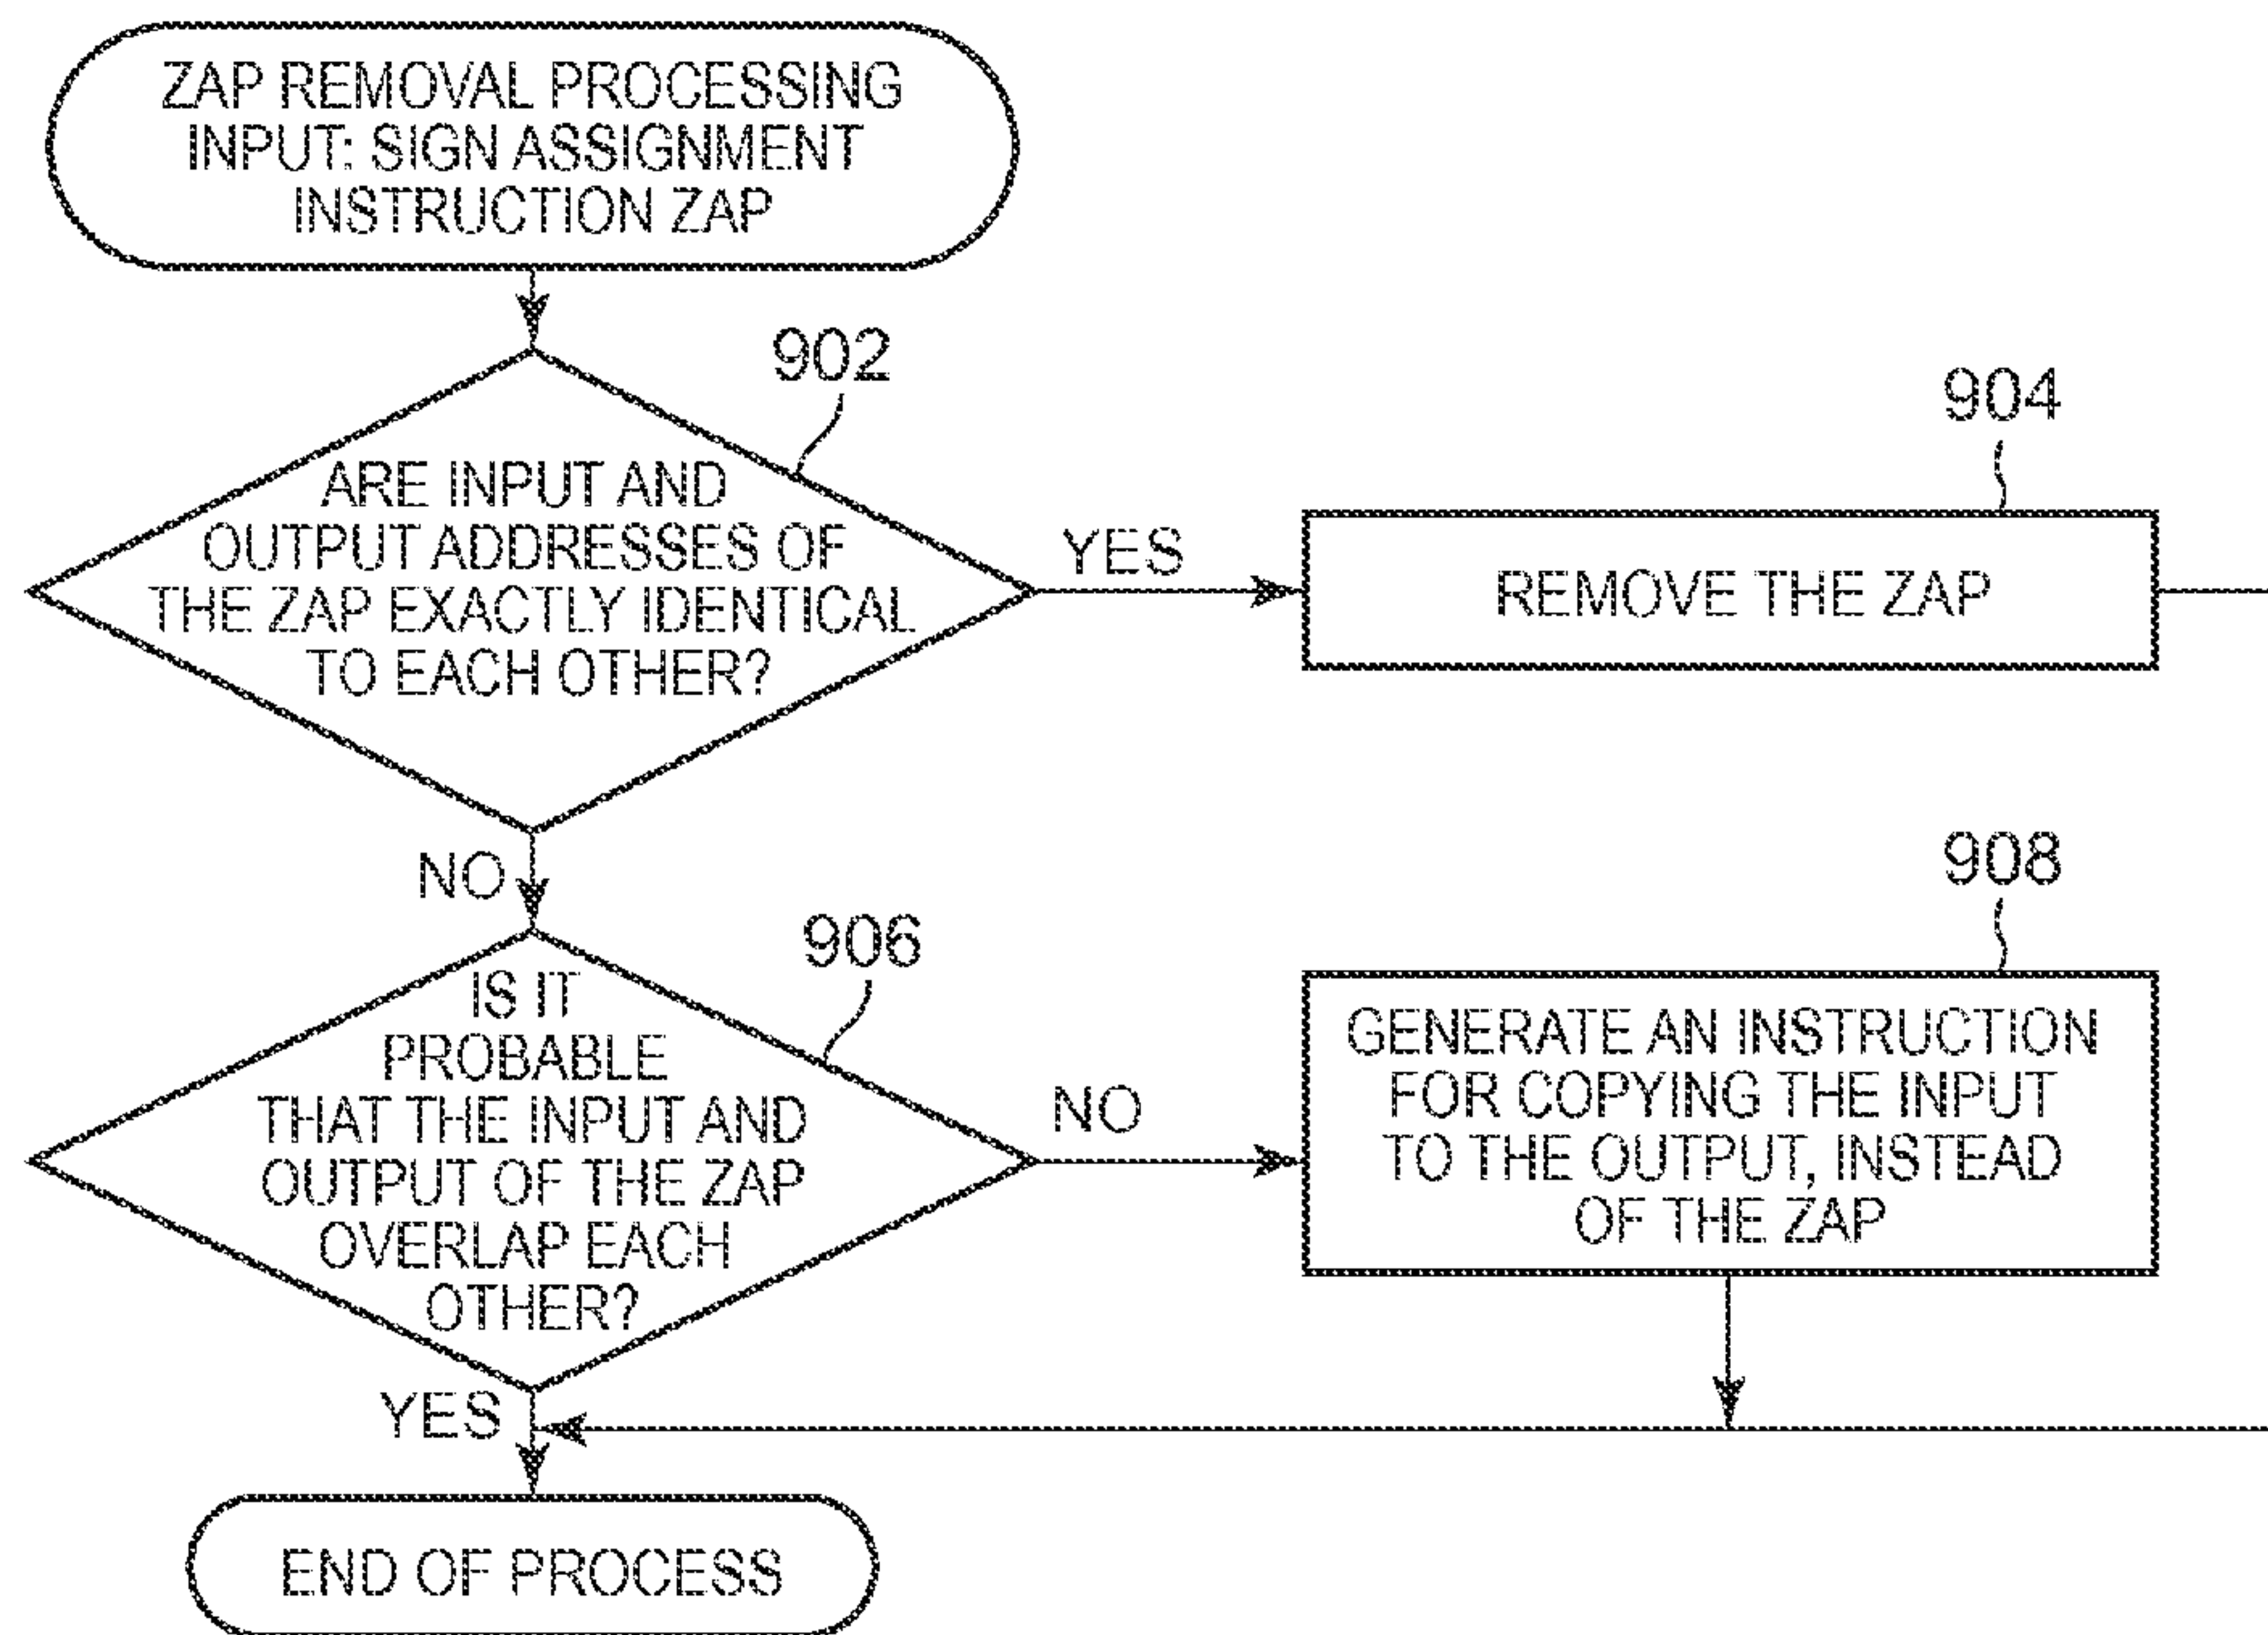 ZAP REMOVAL PROCESSING
INPUT: SIGN ASSIGNMENT
INSTRUCTION ZAP
902
ARE INPUT AND
OUTPUT ADDRESSES OF
THE ZAP EXACTLY IDENTICAL
TO EACH OTHER?
YES
904
REMOVE THE ZAP
NO
906
IS IT
PROBABLE
THAT THE INPUT AND
OUTPUT OF THE ZAP
OVERLAP EACH
OTHER?
NO
908
GENERATE AN INSTRUCTION
FOR COPYING THE INPUT
TO THE OUTPUT, INSTEAD
OF THE ZAP
YES
END OF PROCESS